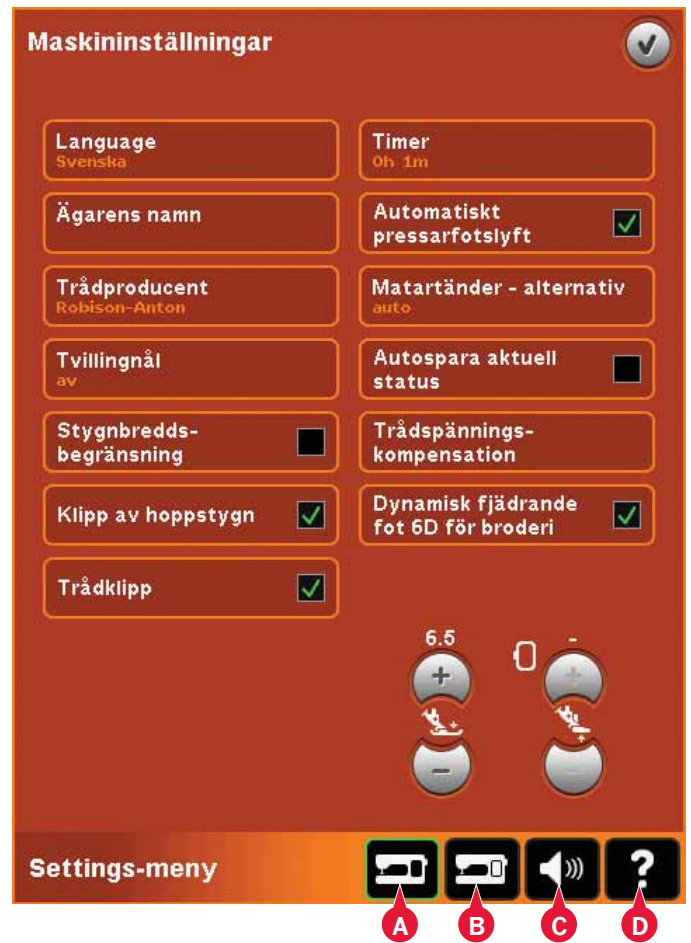 Maskininställningar
Language
Svenska
Timer
0h 1m
Ägarens namn
Automatiskt
pressarfotslyft
Trådproducent
Robison-Anton
Matartänder - alternativ
auto
Tvillingnål
av
Autospara aktuell
status
Stygnbredds-
begränsning
Trådspännings-
kompensation
Klipp av hoppstygn
Dynamisk fjädrande
fot 6D för broderi
Trådklipp
6.5
-
+
+
-
-
Settings-meny
?
A
B
C
D